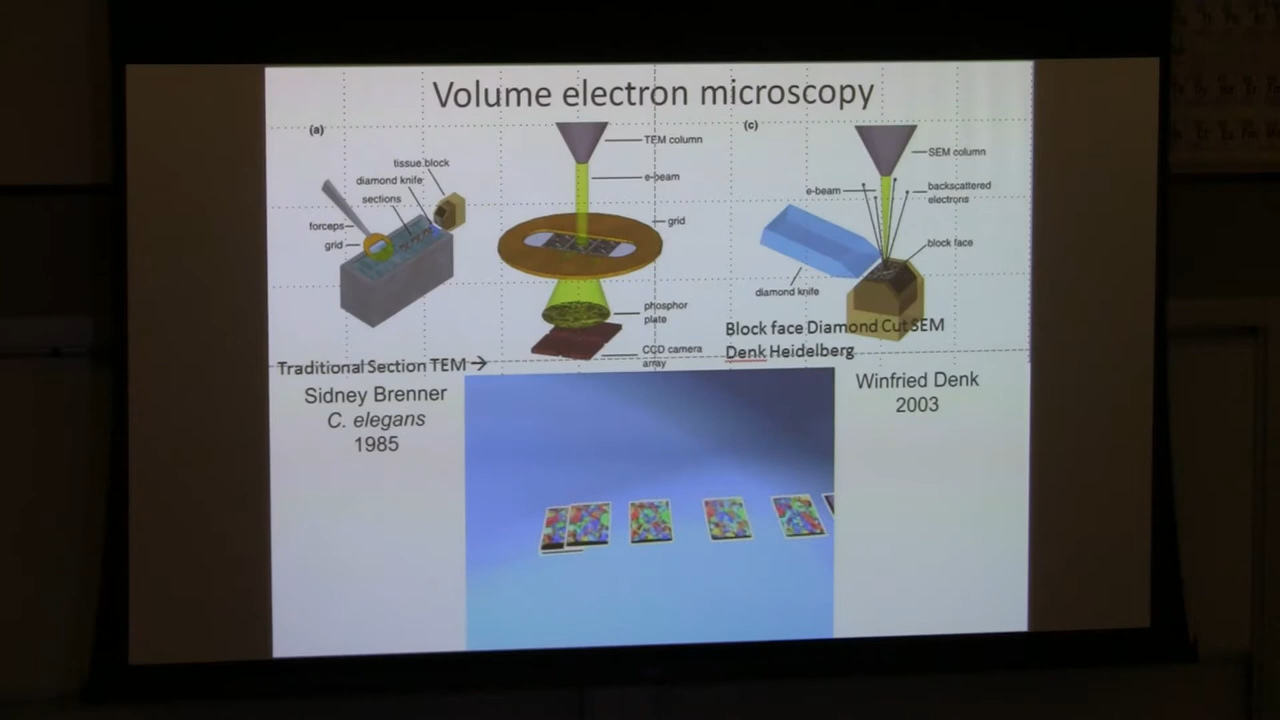 Volume electron microscopy
(a)
tissue block
diamond knife
sections
forceps
grid
TEM column
e-beam
grid
phosphor
plate
CCD camera
array
Traditional Section TEM →
Sidney Brenner
C. elegans
1985
(c)
SEM column
e-beam
backscattered
electrons
block face
diamond knife
Block face Diamond Cut SEM
Denk Heidelberg
Winfried Denk
2003